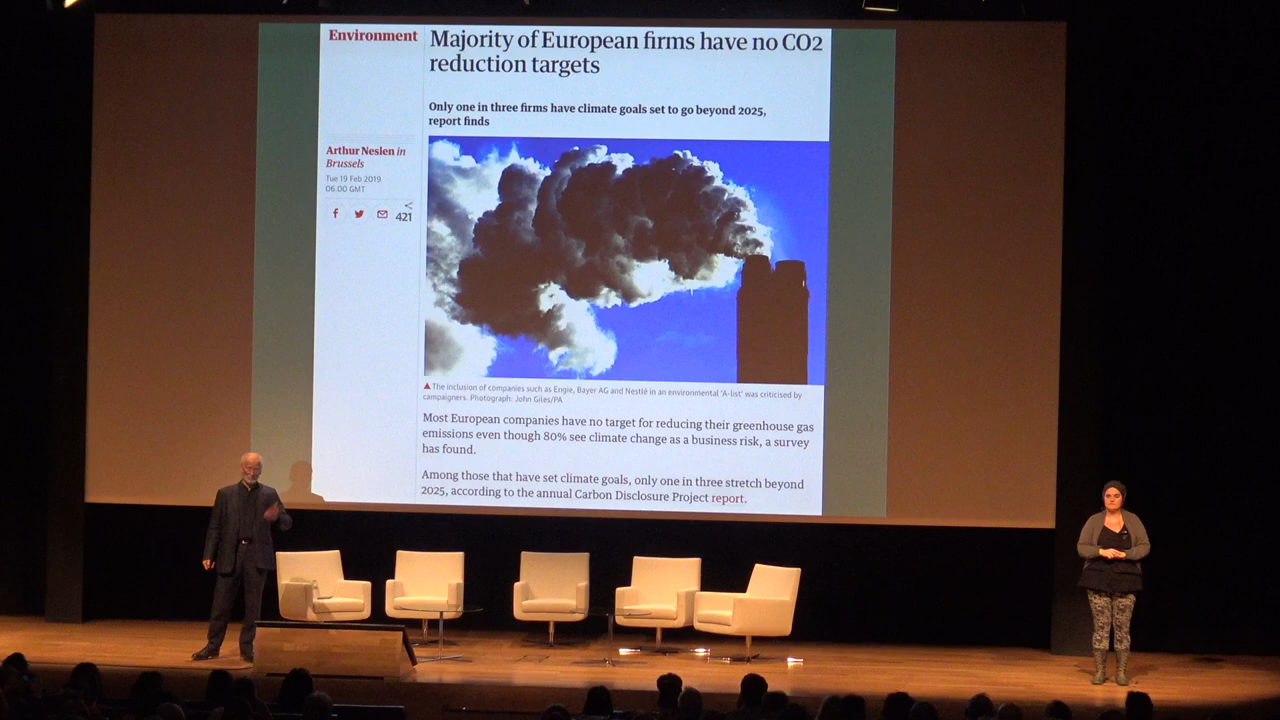 Environment
Majority of European firms have no CO2
reduction targets
Only one in three firms have climate goals set to go beyond 2025,
report finds
Arthur Neslen in
Brussels
Tue 19 Feb 2019
06.00 GMT
421
The inclusion of companies such as Engie, Bayer AG and Nestlé in an environmental 'A-list' was criticised by
campaigners. Photograph: John Giles/PA
Most European companies have no target for reducing their greenhouse gas
emissions even though 80% see climate change as a business risk, a survey
has found.
Among those that have set climate goals, only one in three stretch beyond
2025, according to the annual Carbon Disclosure Project report.